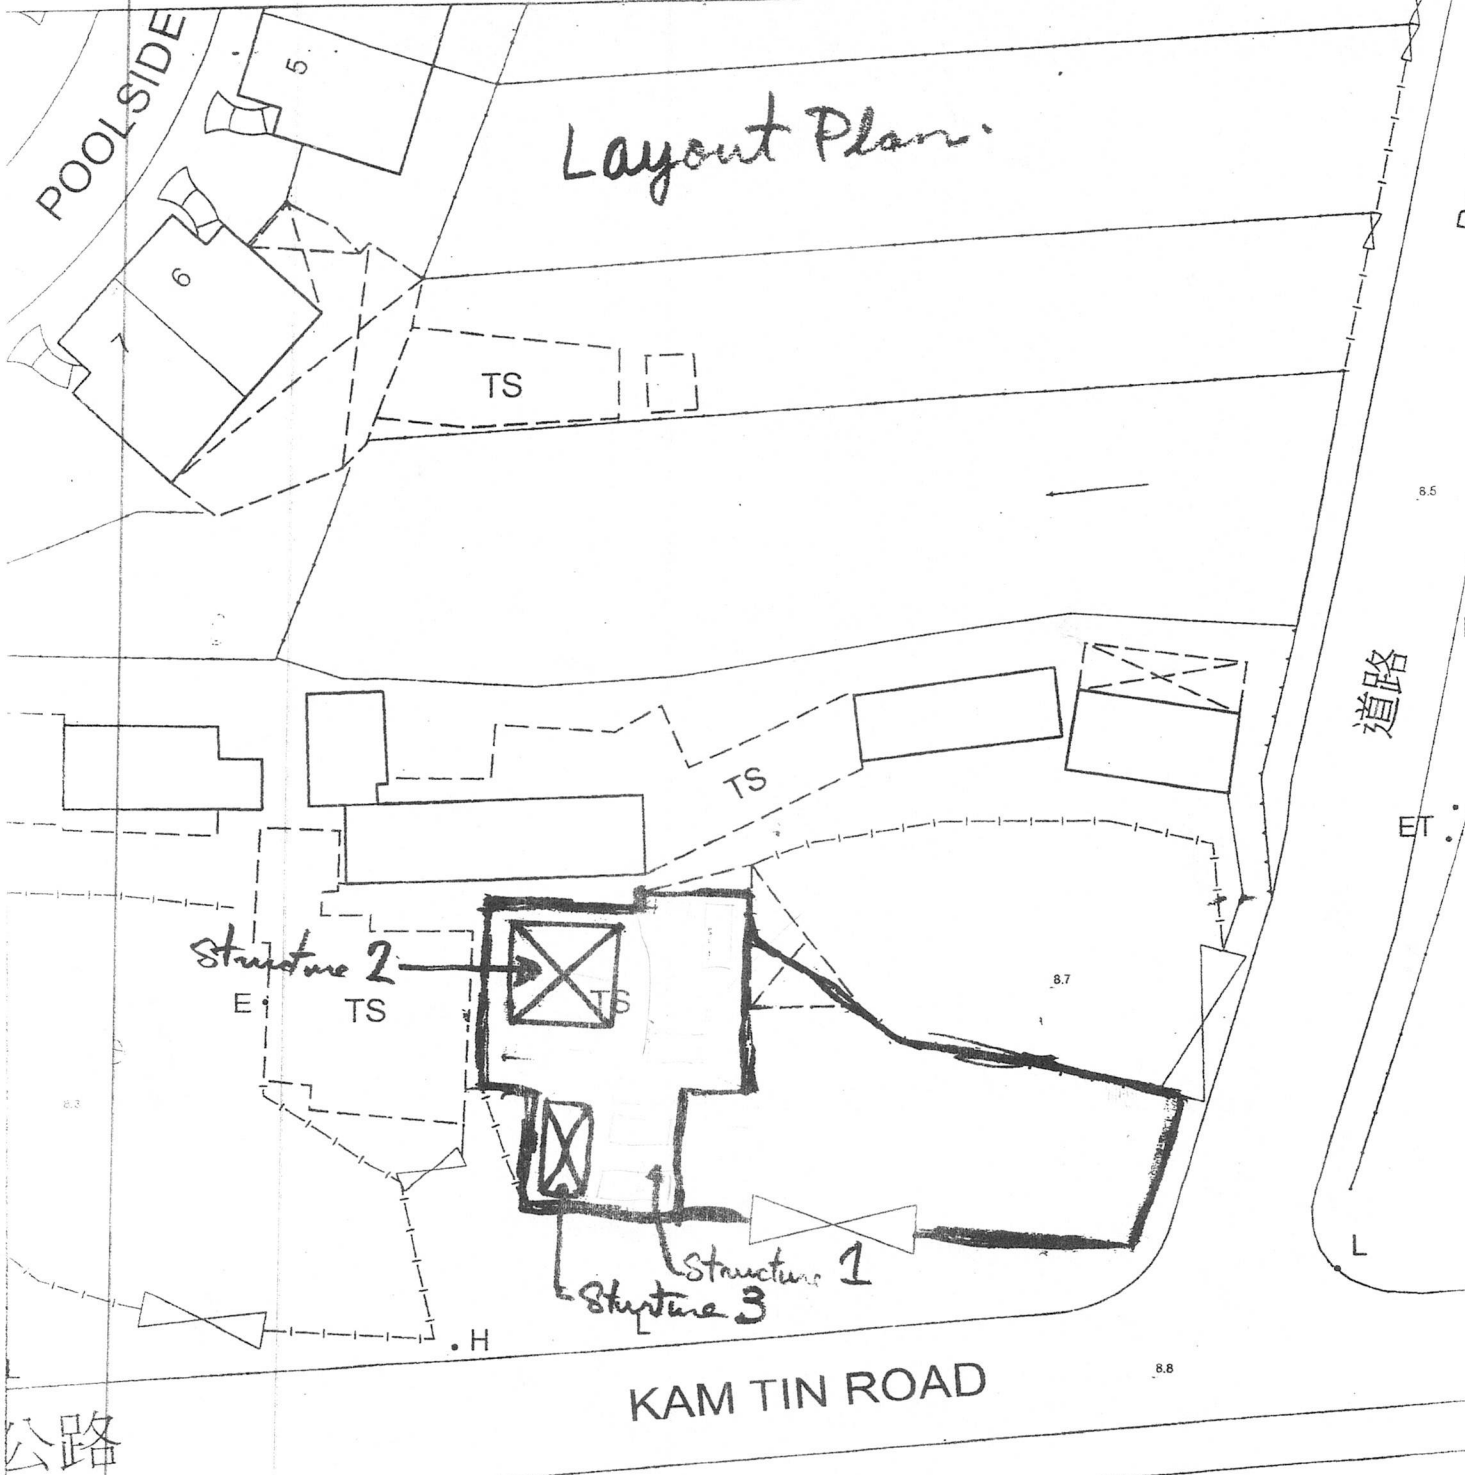 POOLSIDE
5
Layout Plan.
6
7
TS
8.5
道路
TS
ET
Structure 2
E
TS
TS
8.7
8.3
Structure 1
Structure 3
L
L
H
KAM TIN ROAD
8.8
公路